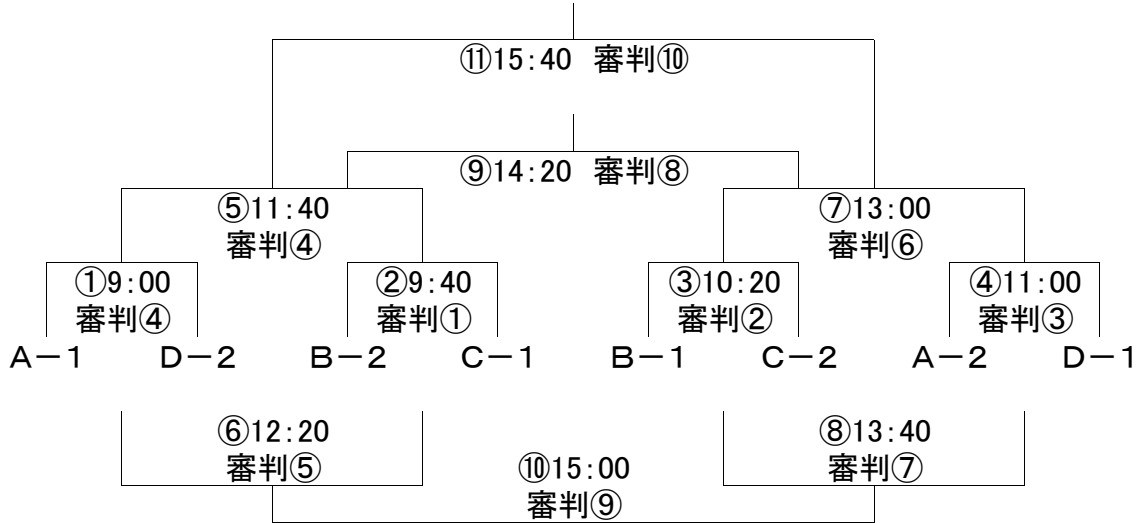 ⑪15:40 審判⑩
⑨14:20 審判⑧
⑤11:40
審判④
⑦13:00
審判⑥
①9:00
審判④
②9:40
審判①
③10:20
審判②
④11:00
審判③
A－1 D－2 B－2 C－1 B－1 C－2 A－2 D－1
⑥12:20
審判⑤
⑧13:40
審判⑦
⑩15:00
審判⑨